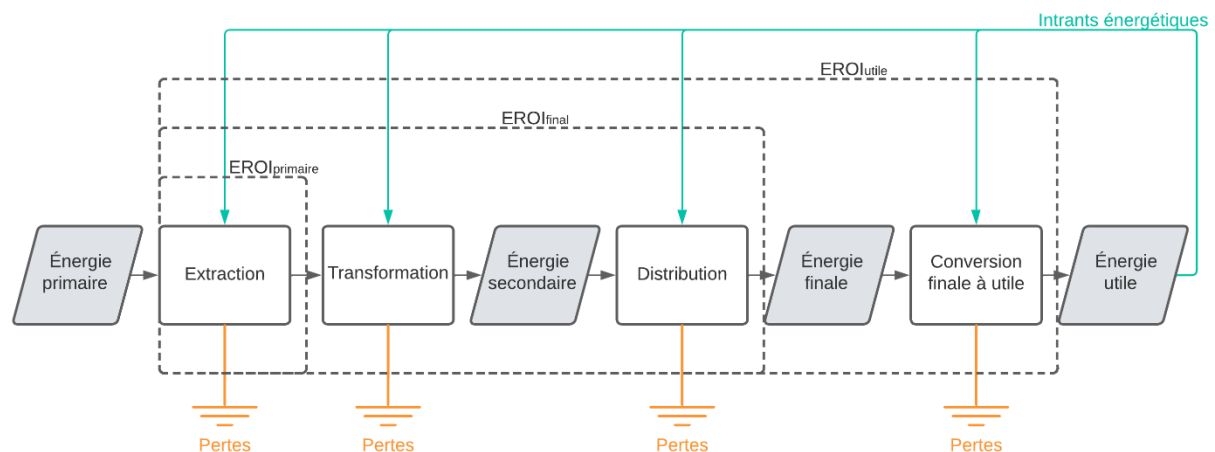 Intrants énergétiques
EROIutile
EROIfinal
EROIprimaire
Énergie
primaire
Extraction
Transformation
Énergie
secondaire
Distribution
Énergie
finale
Conversion
finale à utile
Énergie
utile
Pertes
Pertes
Pertes
Pertes